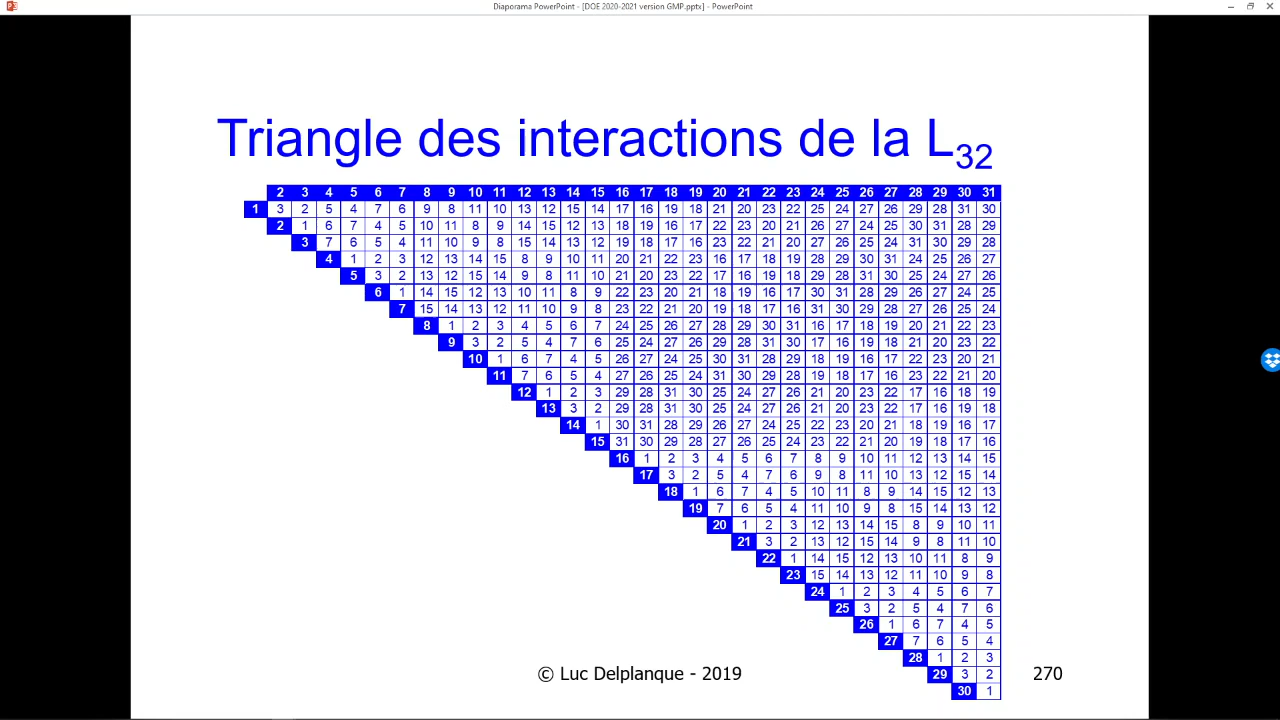 Diaporama PowerPoint - [DOE 2020-2021 version GMP.pptx] - PowerPoint
Triangle des interactions de la L32
2 3 4 5 6 7 8 9 10 11 12 13 14 15 16 17 18 19 20 21 22 23 24 25 26 27 28 29 30 31
1 3 2 5 4 7 6 9 8 11 10 13 12 15 14 17 16 19 18 21 20 23 22 25 24 27 26 29 28 31 30
2 1 6 7 4 5 10 11 8 9 14 15 12 13 18 19 16 17 22 23 20 21 26 27 24 25 30 31 28 29
3 7 6 5 4 11 10 9 8 15 14 13 12 19 18 17 16 23 22 21 20 27 26 25 24 31 30 29 28
4 1 2 3 12 13 14 15 8 9 10 11 20 21 22 23 16 17 18 19 28 29 30 31 24 25 26 27
5 3 2 13 12 15 14 9 8 11 10 21 20 23 22 17 16 19 18 29 28 31 30 25 24 27 26
6 1 14 15 12 13 10 11 8 9 22 23 20 21 18 19 16 17 30 31 28 29 26 27 24 25
7 15 14 13 12 11 10 9 8 23 22 21 20 19 18 17 16 31 30 29 28 27 26 25 24
8 1 2 3 4 5 6 7 24 25 26 27 28 29 30 31 16 17 18 19 20 21 22 23
9 3 2 5 4 7 6 25 24 27 26 29 28 31 30 17 16 19 18 21 20 23 22
10 1 6 7 4 5 26 27 24 25 30 31 28 29 18 19 16 17 22 23 20 21
11 7 6 5 4 27 26 25 24 31 30 29 28 19 18 17 16 23 22 21 20
12 1 2 3 29 28 31 30 25 24 27 26 21 20 23 22 17 16 18 19
13 3 2 29 28 31 30 25 24 27 26 21 20 23 22 17 16 19 18
14 1 30 31 28 29 26 27 24 25 22 23 20 21 18 19 16 17
15 31 30 29 28 27 26 25 24 23 22 21 20 19 18 17 16
16 1 2 3 4 5 6 7 8 9 10 11 12 13 14 15
17 3 2 5 4 7 6 9 8 11 10 13 12 15 14
18 1 6 7 4 5 10 11 8 9 14 15 12 13
19 7 6 5 4 11 10 9 8 15 14 13 12
20 1 2 3 12 13 14 15 8 9 10 11
21 3 2 13 12 15 14 9 8 11 10
22 1 14 15 12 13 10 11 8 9
23 15 14 13 12 11 10 9 8
24 1 2 3 4 5 6 7
25 3 2 5 4 7 6
26 1 6 7 4 5
27 7 6 5 4
28 1 2 3
29 3 2
30 1
© Luc Delplanque - 2019
270